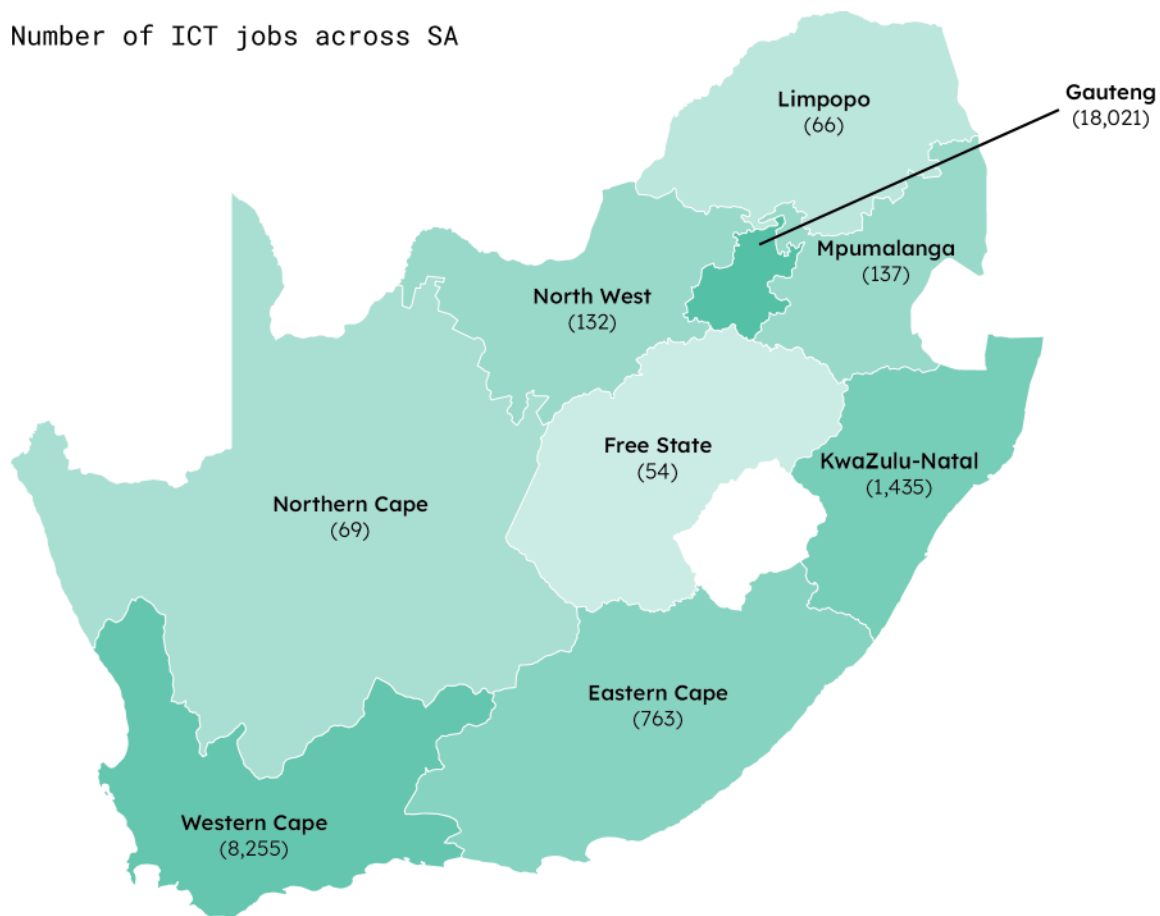 Number of ICT jobs across SA
Limpopo
(66)
Gauteng
(18,021)
Mpumalanga
(137)
North West
(132)
Free State
(54)
KwaZulu-Natal
(1,435)
Northern Cape
(69)
Eastern Cape
(763)
Western Cape
(8,255)